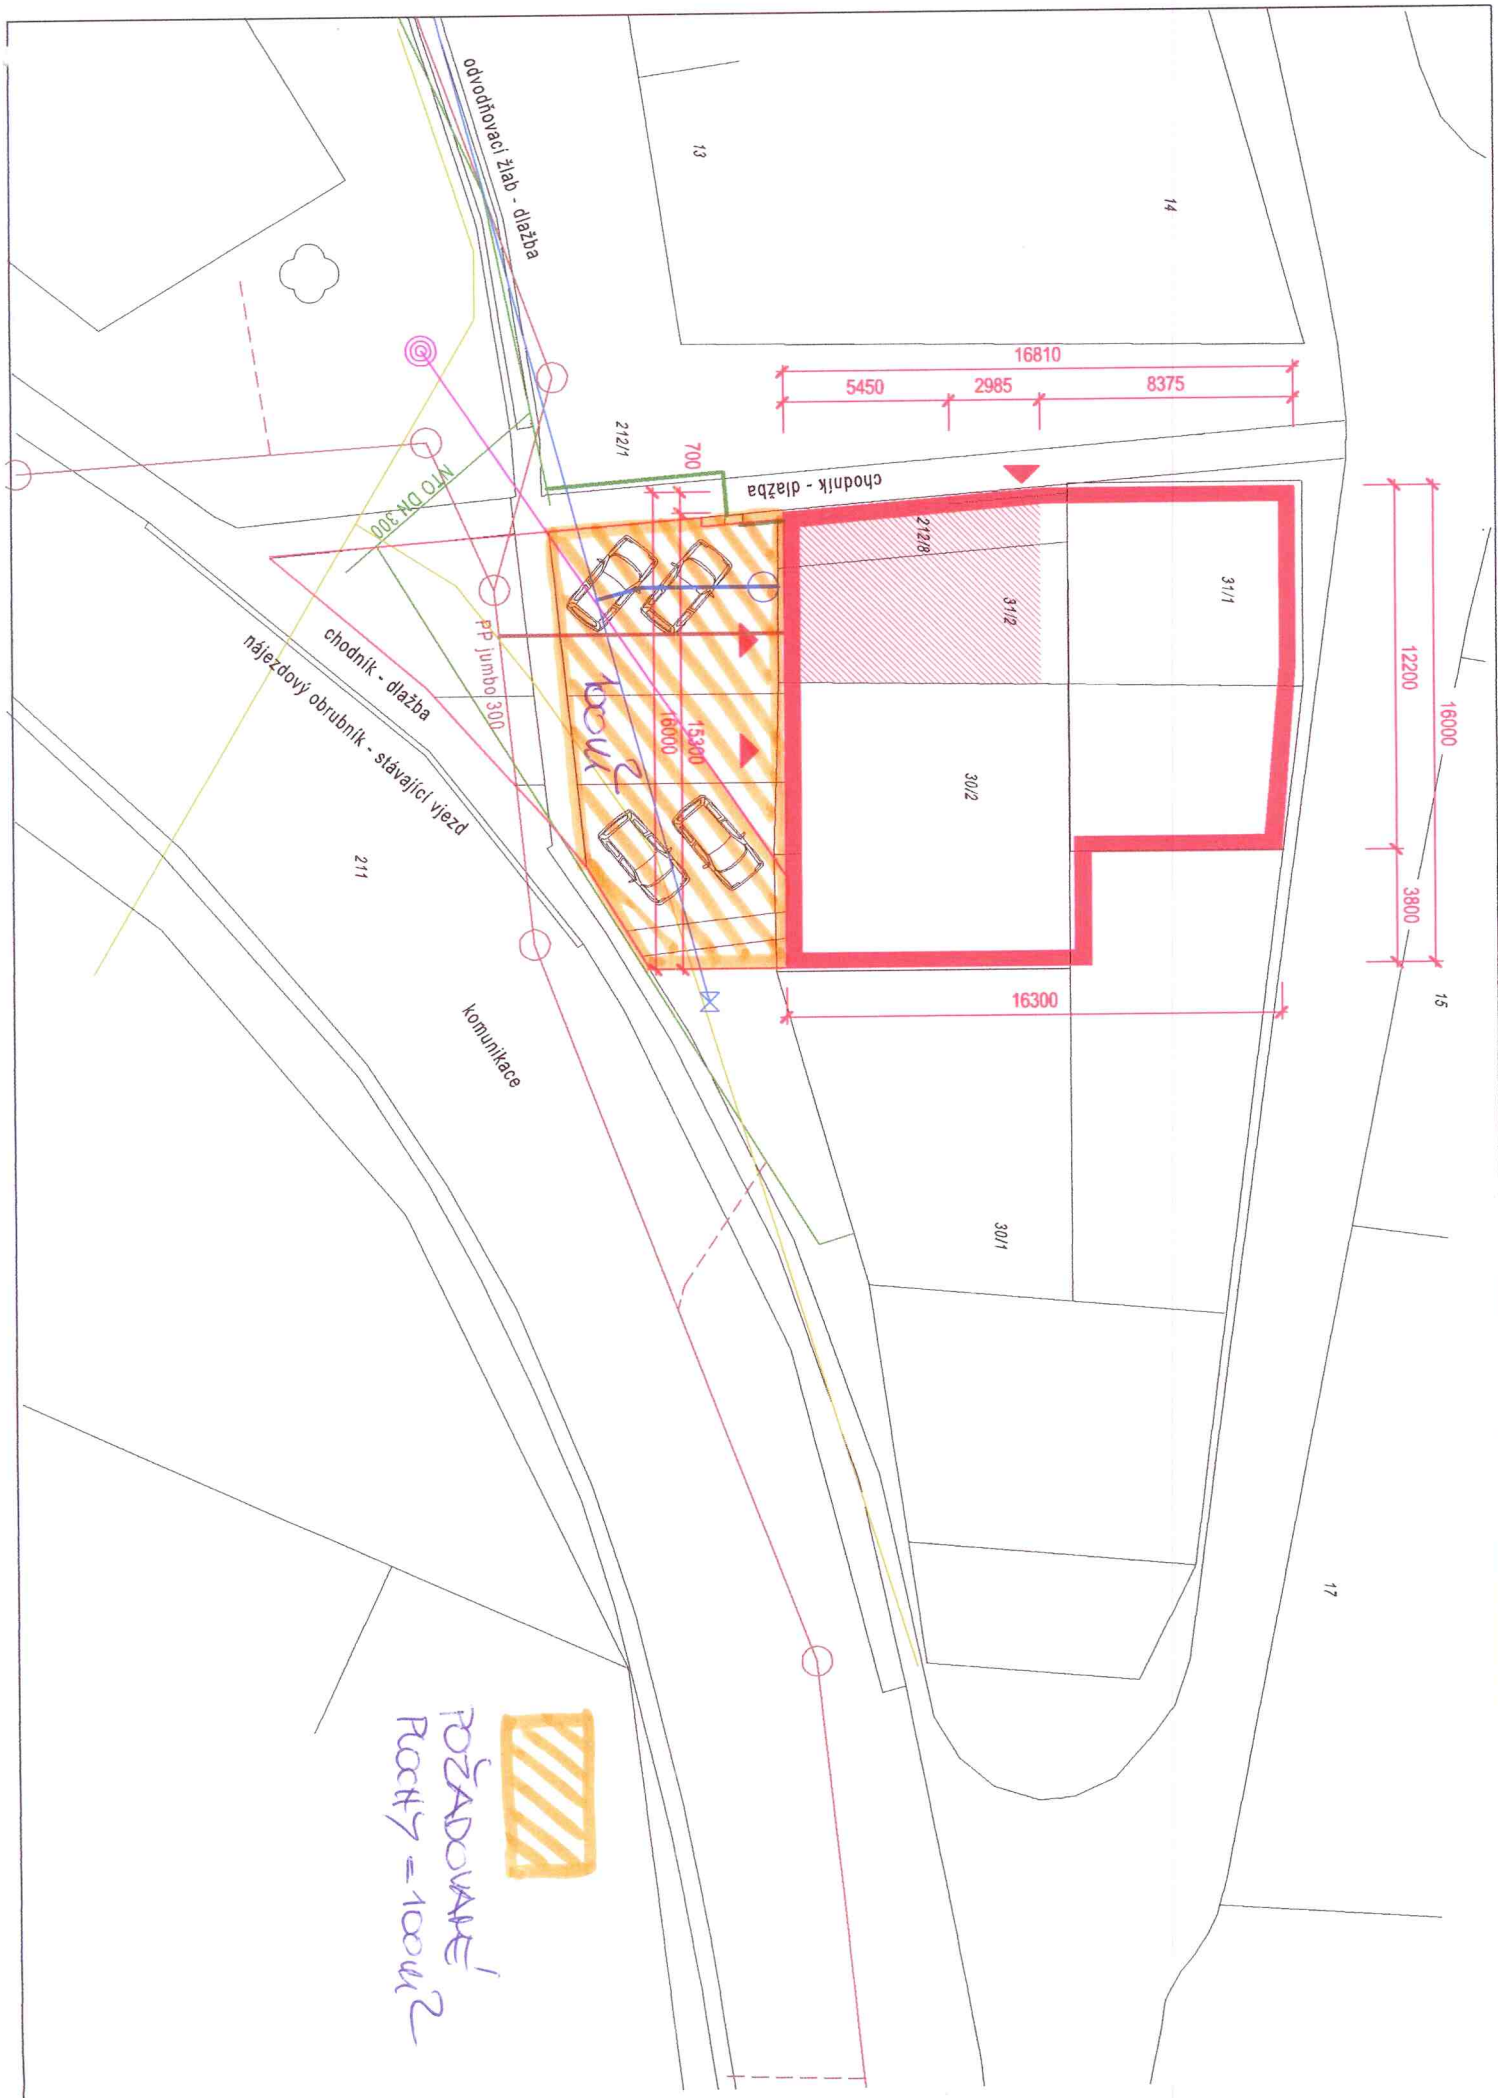 odvodňovací žlab - dlažba
13
14
16810
5450
2985
8375
212/1
700
chodník - dlažba
212/8
31/2
31/1
12200
16000
3800
NTO DN 300
PP jumbo 300
chodník - dlažba
nájezdový obrubník - stávající vjezd
100m2
15300
16000
30/2
211
komunikace
16300
15
30/1
17
POŽADOVANÉ
PLOCHY = 100m2